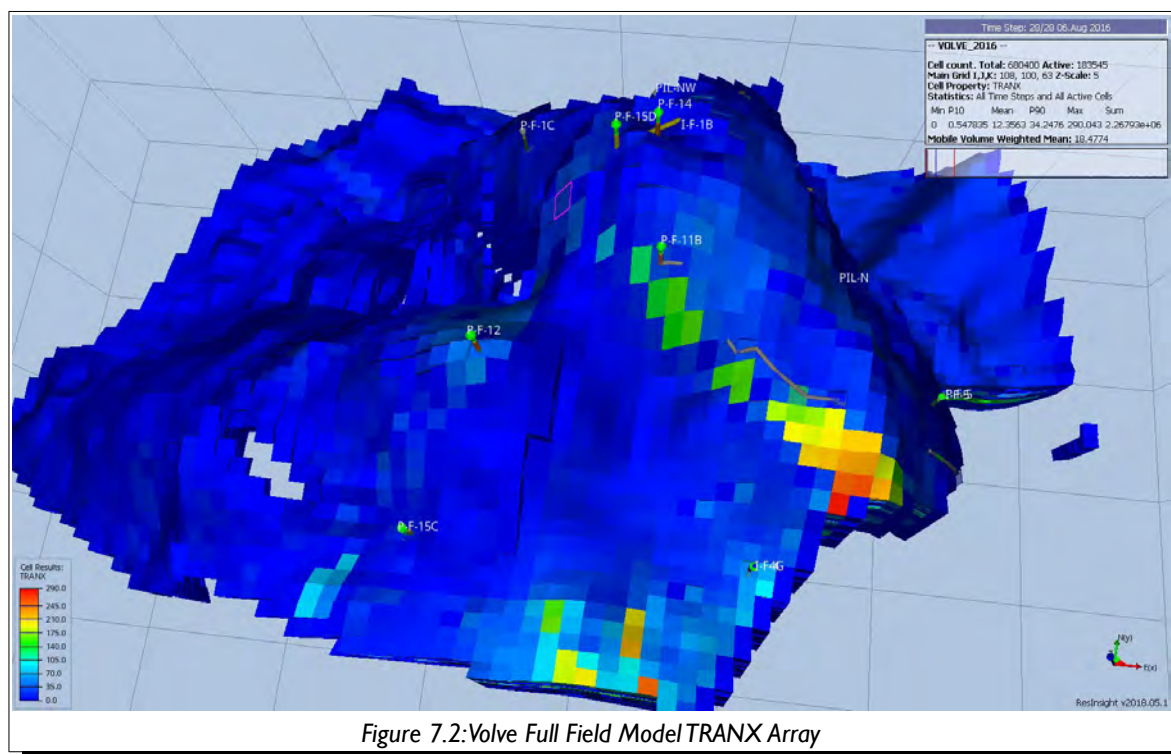 Time Step: 28/28 06.Aug 2016
-- VOLVE_2016 --
Cell count. Total: 680400 Active: 183545
Main Grid I,J,K: 108, 100, 63 Z-Scale: 5
Cell Property: TRANX
Statistics: All Time Steps and All Active Cells
Min P10 Mean P90 Max Sum
0 0.547835 12.3563 34.2476 290.043 2.26793e+06
Mobile Volume Weighted Mean: 18.4774
PIL-NW
P-F-14
P-F-1C
P-F-15D
I-F-1B
P-F-11B
PIL-N
P-F-12
P-F-15C
I-F4G
Cell Results:
TRANX
290.0
245.0
210.0
175.0
140.0
105.0
70.0
35.0
0.0
N(y)
E(x)
ResInsight v2018.05.1
Figure 7.2: Volve Full Field Model TRANX Array